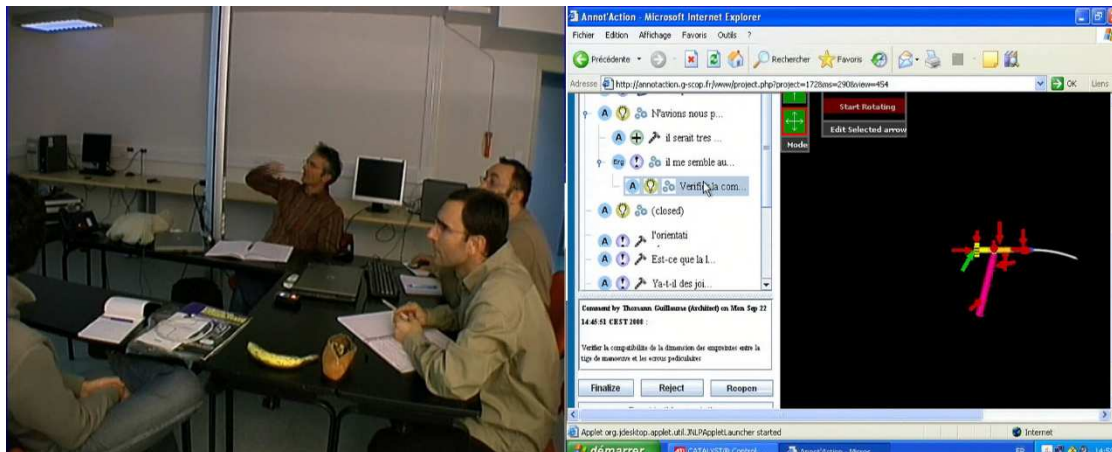 Annot'Action - Microsoft Internet Explorer
Fichier Edition Affichage Favoris Outils ?
Précédente Rechercher Favoris
Adresse http://annotaction.g-scop.fr/www/project.php?project=172&ms=290&view=454 OK Liens
A N'avions nous p...
A il serait tres ...
Erg il me semble au...
A Verifier la com...
A (closed)
A l'orientati
A Est-ce que la l...
A Ya-t-il des joi...
Start Rotating
Edit Selected arrow
Mode
Comment by Thomann Guillaume (Architect) on Mon Sep 22
14:45:51 CEST 2008 :
Verifier la compatibilite de la dimension des empreintes entre la
tige de manoeuvre et les ecrous pediculaires
Finalize Reject Reopen
Applet org.jdesktop.applet.util.JNLPAppletLauncher started Internet
démarrer CATALYST/R Control